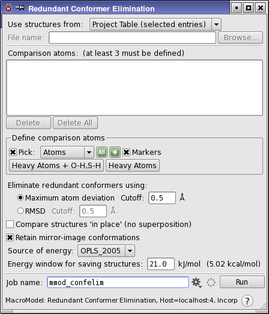 Redundant Conformer Elimination
Use structures from: Project Table (selected entries)
File name: Browse...
Comparison atoms: (at least 3 must be defined)
Delete Delete All
Define comparison atoms
Pick: Atoms All + Markers
Heavy Atoms + O-H,S-H Heavy Atoms
Eliminate redundant conformers using:
Maximum atom deviation Cutoff: 0.5 Å
RMSD Cutoff: 0.5 Å
Compare structures 'in place' (no superposition)
Retain mirror-image conformations
Source of energy: OPLS_2005
Energy window for saving structures: 21.0 kJ/mol (5.02 kcal/mol)
Job name: mmod_confelim Run
MacroModel: Redundant Conformer Elimination, Host=localhost:4, Incorp